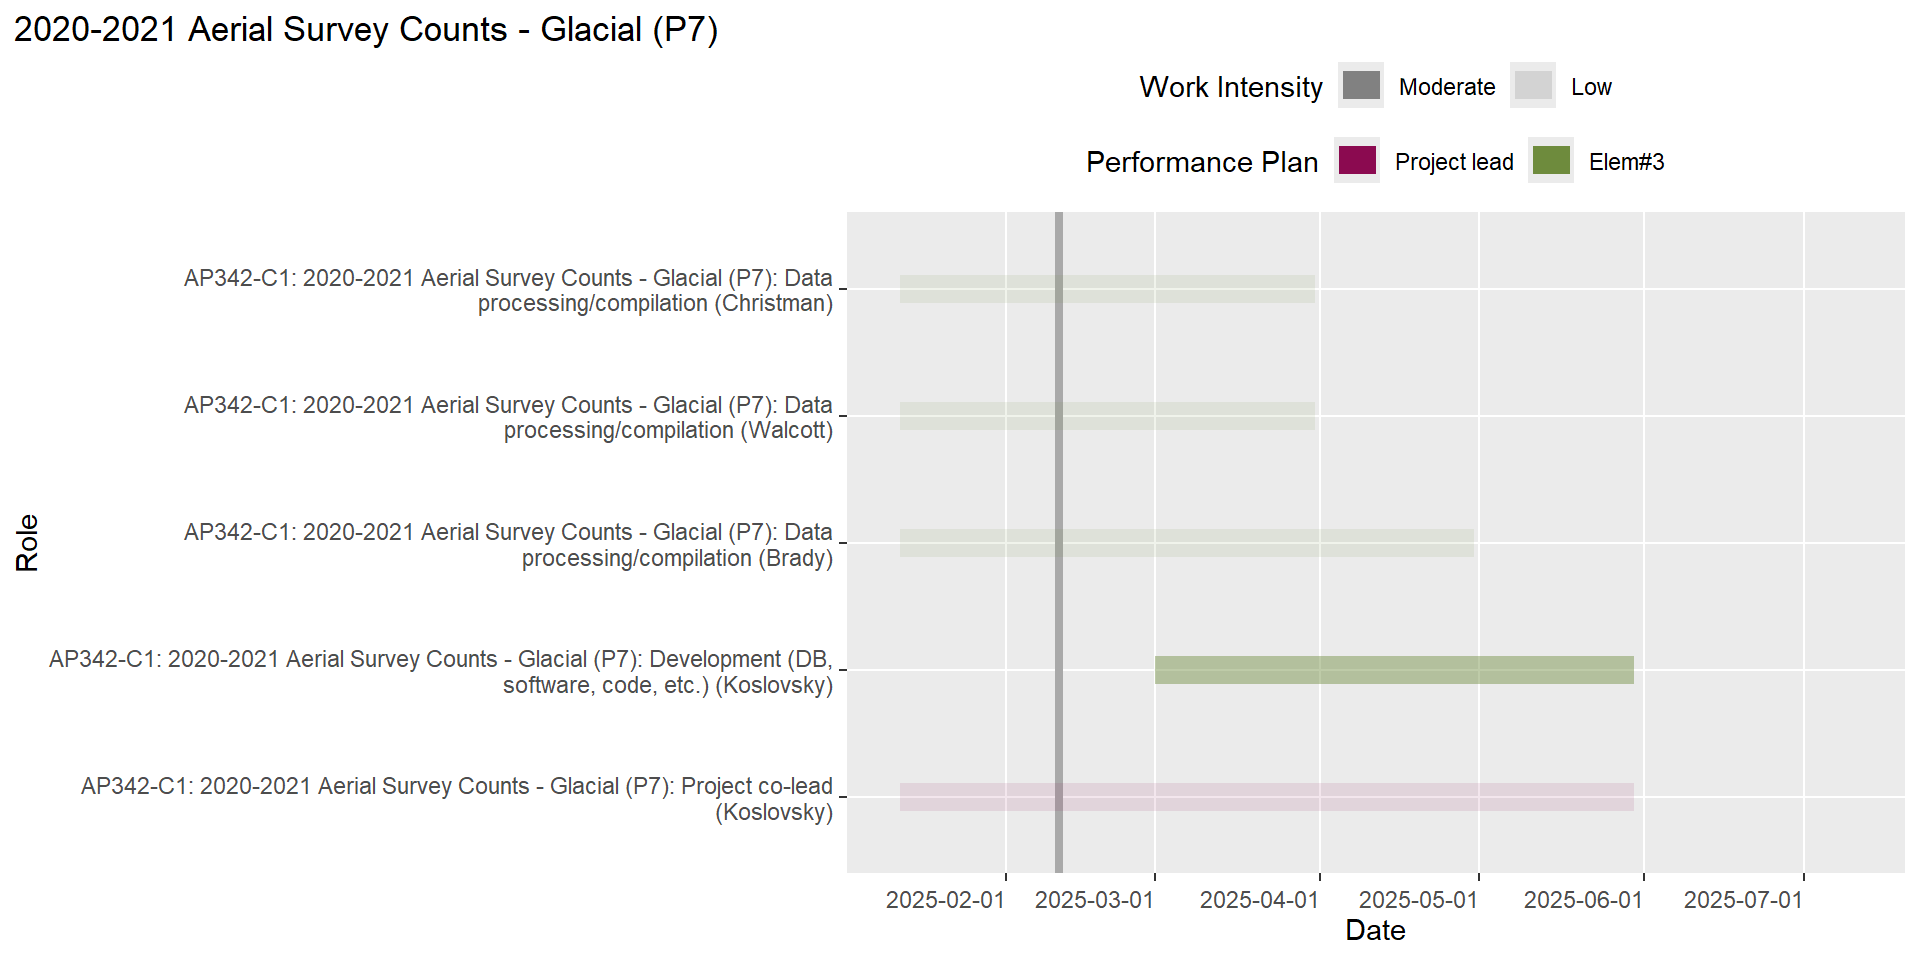 2020-2021 Aerial Survey Counts - Glacial (P7)
Work Intensity Moderate Low
Performance Plan Project lead Elem#3
AP342-C1: 2020-2021 Aerial Survey Counts - Glacial (P7): Data
processing/compilation (Christman)
AP342-C1: 2020-2021 Aerial Survey Counts - Glacial (P7): Data
processing/compilation (Walcott)
AP342-C1: 2020-2021 Aerial Survey Counts - Glacial (P7): Data
processing/compilation (Brady)
AP342-C1: 2020-2021 Aerial Survey Counts - Glacial (P7): Development (DB,
software, code, etc.) (Koslovsky)
AP342-C1: 2020-2021 Aerial Survey Counts - Glacial (P7): Project co-lead
(Koslovsky)
Role
2025-02-01 2025-03-01 2025-04-01 2025-05-01 2025-06-01 2025-07-01
Date